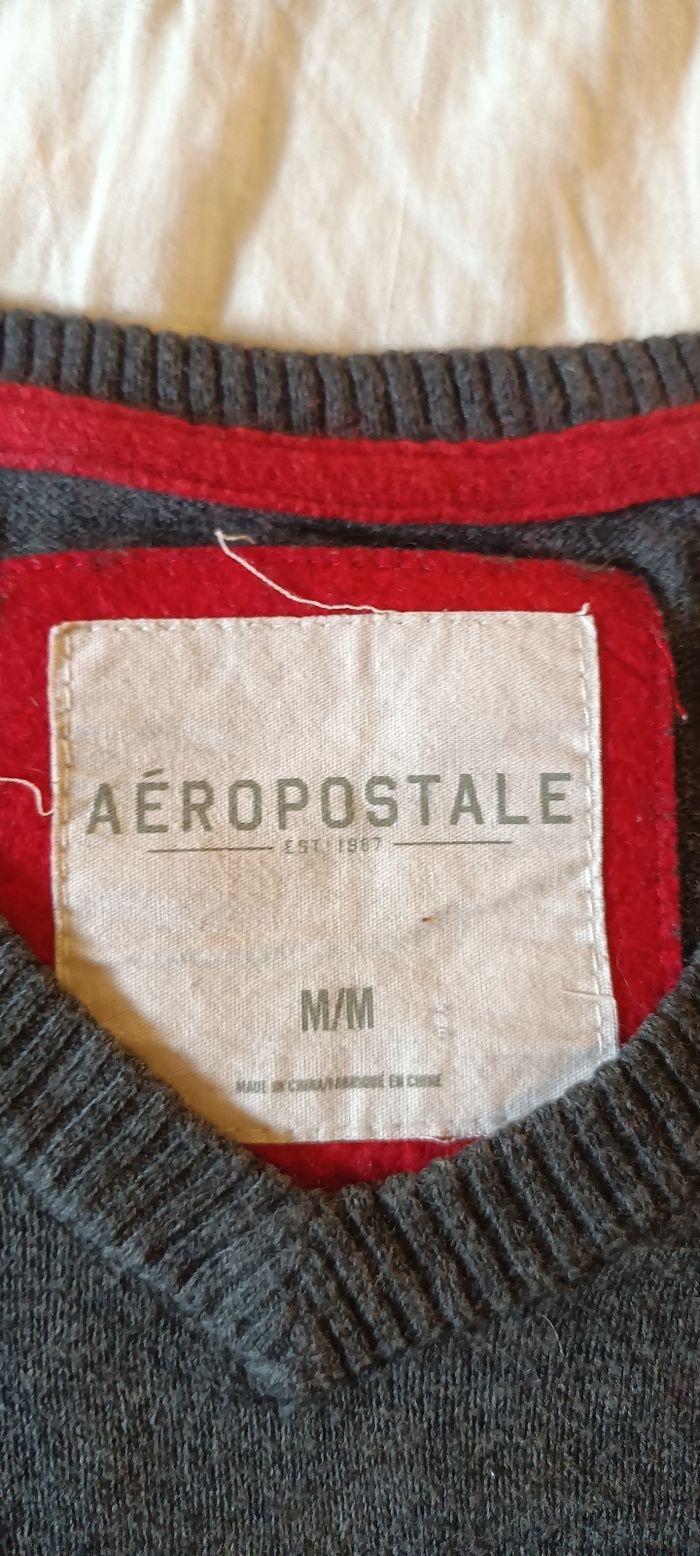 AÉROPOSTALE
EST. 1987
M/M
MADE IN CHINA/FABRIQUÉ EN CHINE